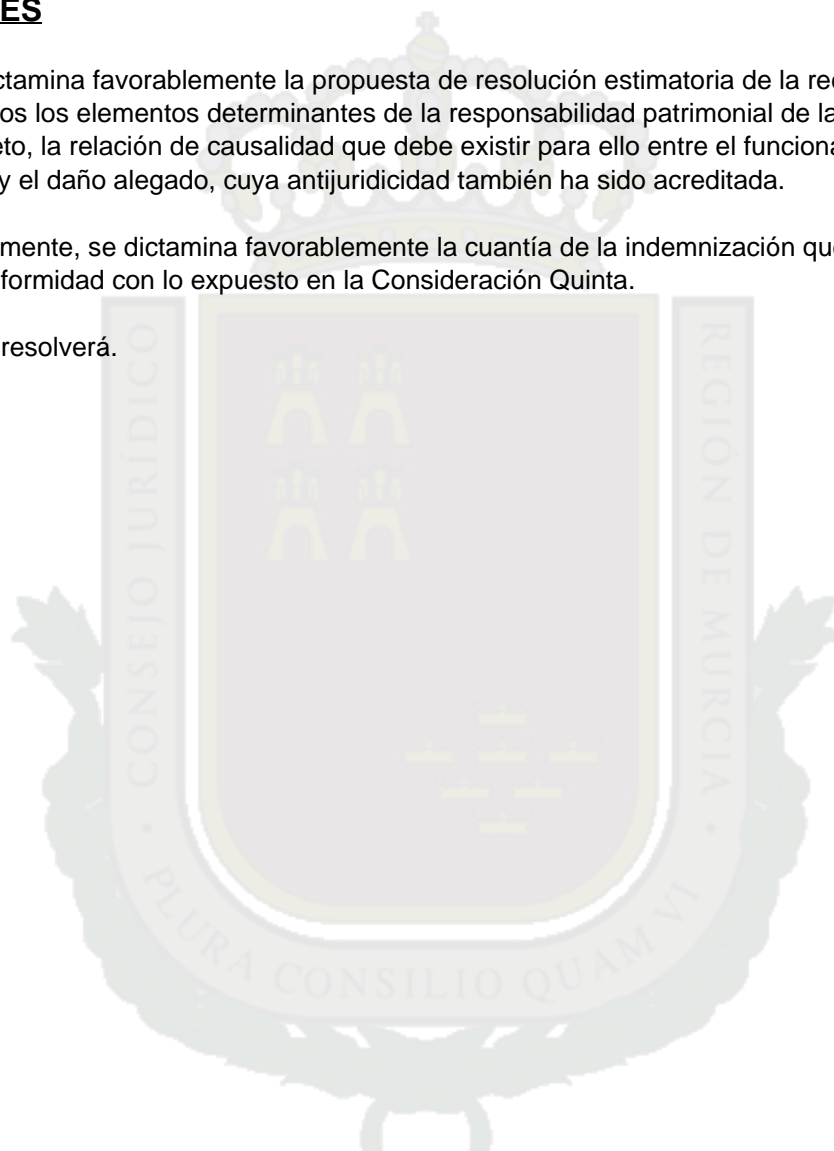 ES
ctamina favorablemente la propuesta de resolución estimatoria de la rec
os los elementos determinantes de la responsabilidad patrimonial de la
eto, la relación de causalidad que debe existir para ello entre el funciona
y el daño alegado, cuya antijuridicidad también ha sido acreditada.
mente, se dictamina favorablemente la cuantía de la indemnización que
formidad con lo expuesto en la Consideración Quinta.
resolverá.
CONSEJO JURÍDICO
REGIÓN DE MURCIA
PLURA CONSILIO QUAM VI